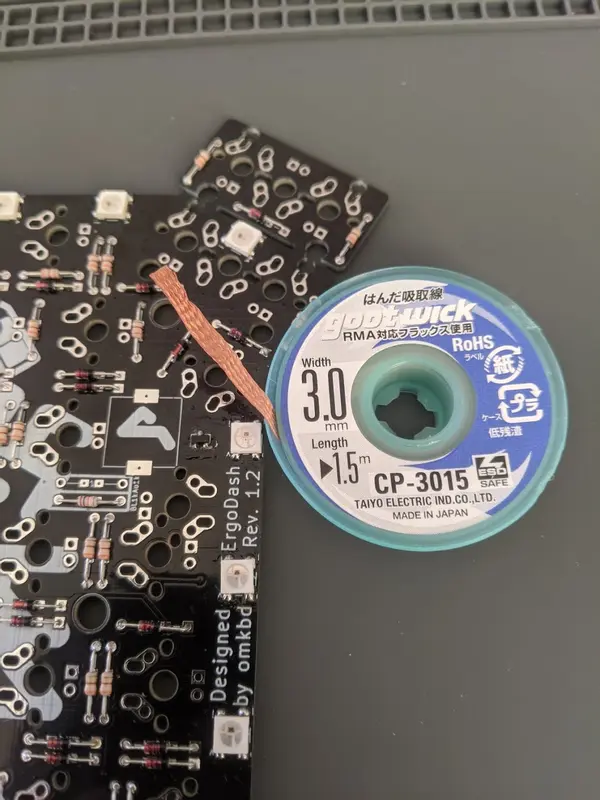 はんだ吸取線
goot wick
RMA対応フラックス使用
RoHS
Width
3.0
mm
Length
▶1.5m
CP-3015
ESD
SAFE
TAIYO ELECTRIC IND.CO.,LTD.
MADE IN JAPAN
ラベル
紙
プラ
ケース
低残渣
ErgoDash
Rev. 1.2
Designed
by omkbd